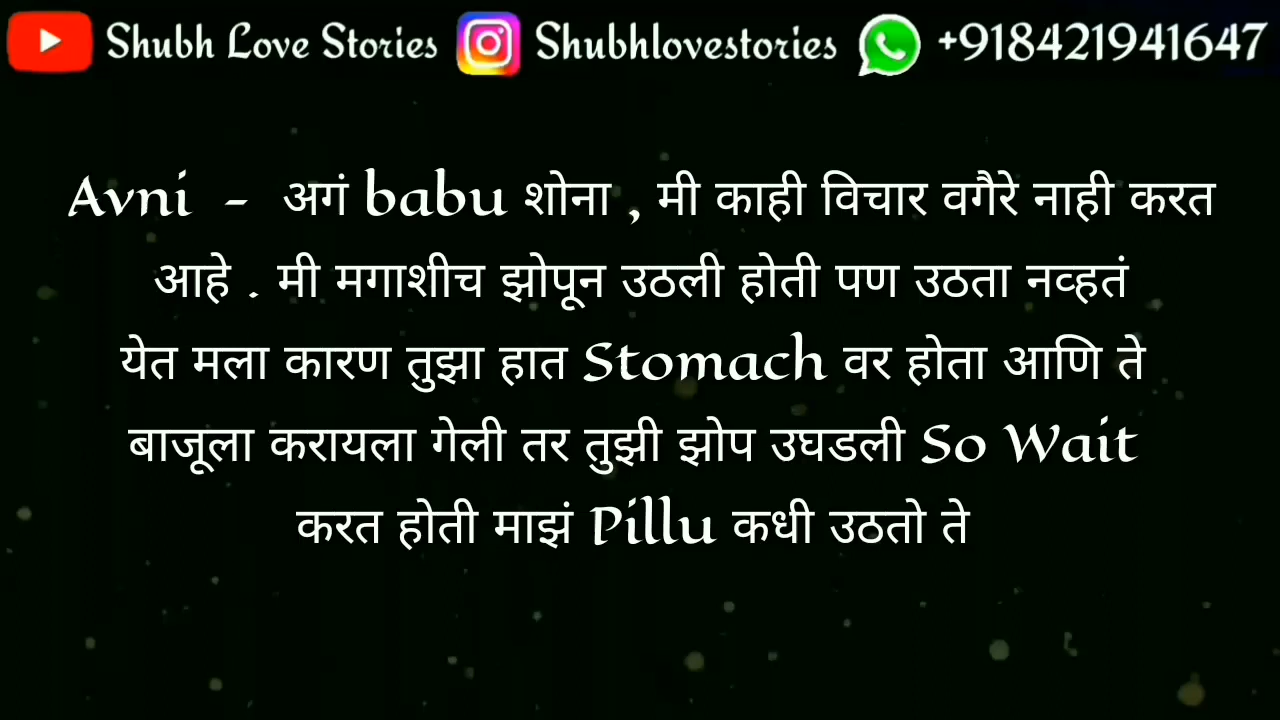 Shubh Love Stories Shubhlovestories +918421941647
Avni - अगं babu शोना , मी काही विचार वगैरे नाही करत
आहे . मी मगाशीच झोपून उठली होती पण उठता नव्हतं
येत मला कारण तुझा हात Stomach वर होता आणि ते
बाजूला करायला गेली तर तुझी झोप उघडली So Wait
करत होती माझं Pillu कधी उठतो ते